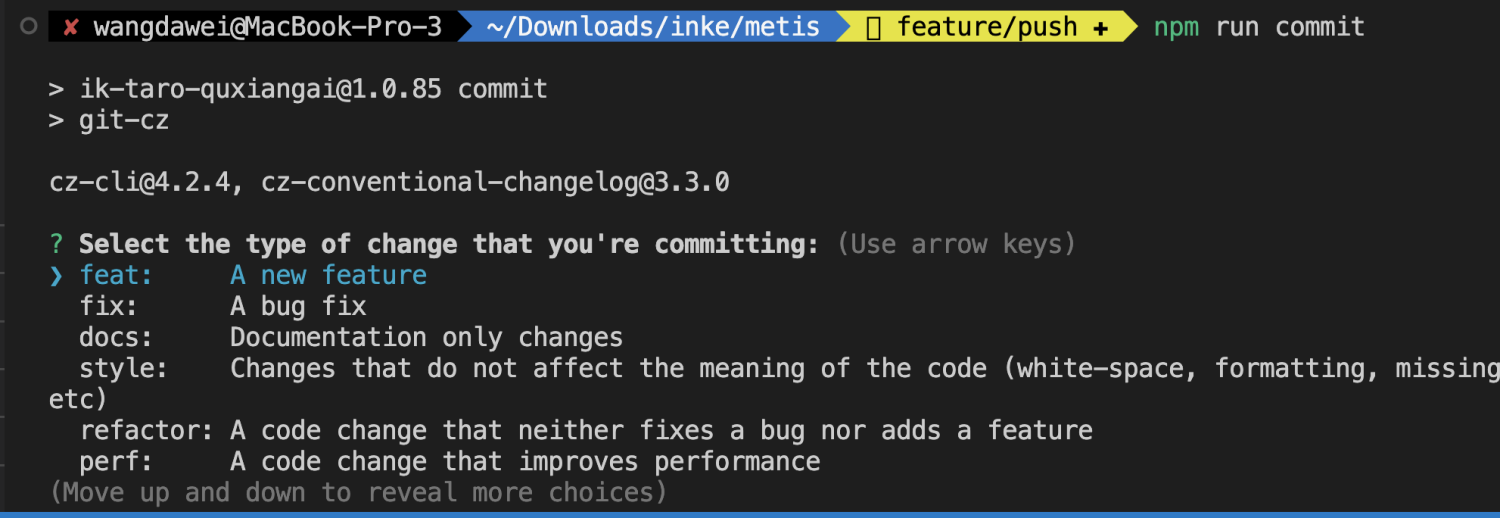 ✘ wangdawei@MacBook-Pro-3 ~/Downloads/inke/metis feature/push + npm run commit
> ik-taro-quxiangai@1.0.85 commit
> git-cz
cz-cli@4.2.4, cz-conventional-changelog@3.3.0
? Select the type of change that you're committing: (Use arrow keys)
❯ feat:     A new feature
  fix:      A bug fix
  docs:     Documentation only changes
  style:    Changes that do not affect the meaning of the code (white-space, formatting, missing
etc)
  refactor: A code change that neither fixes a bug nor adds a feature
  perf:     A code change that improves performance
(Move up and down to reveal more choices)